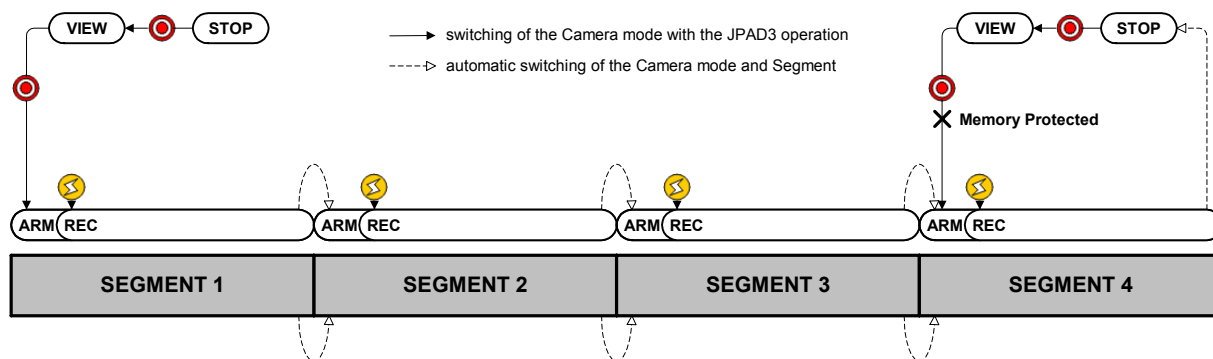 VIEW STOP
switching of the Camera mode with the JPAD3 operation
automatic switching of the Camera mode and Segment
VIEW STOP
Memory Protected
ARM REC ARM REC ARM REC ARM REC
SEGMENT 1 SEGMENT 2 SEGMENT 3 SEGMENT 4